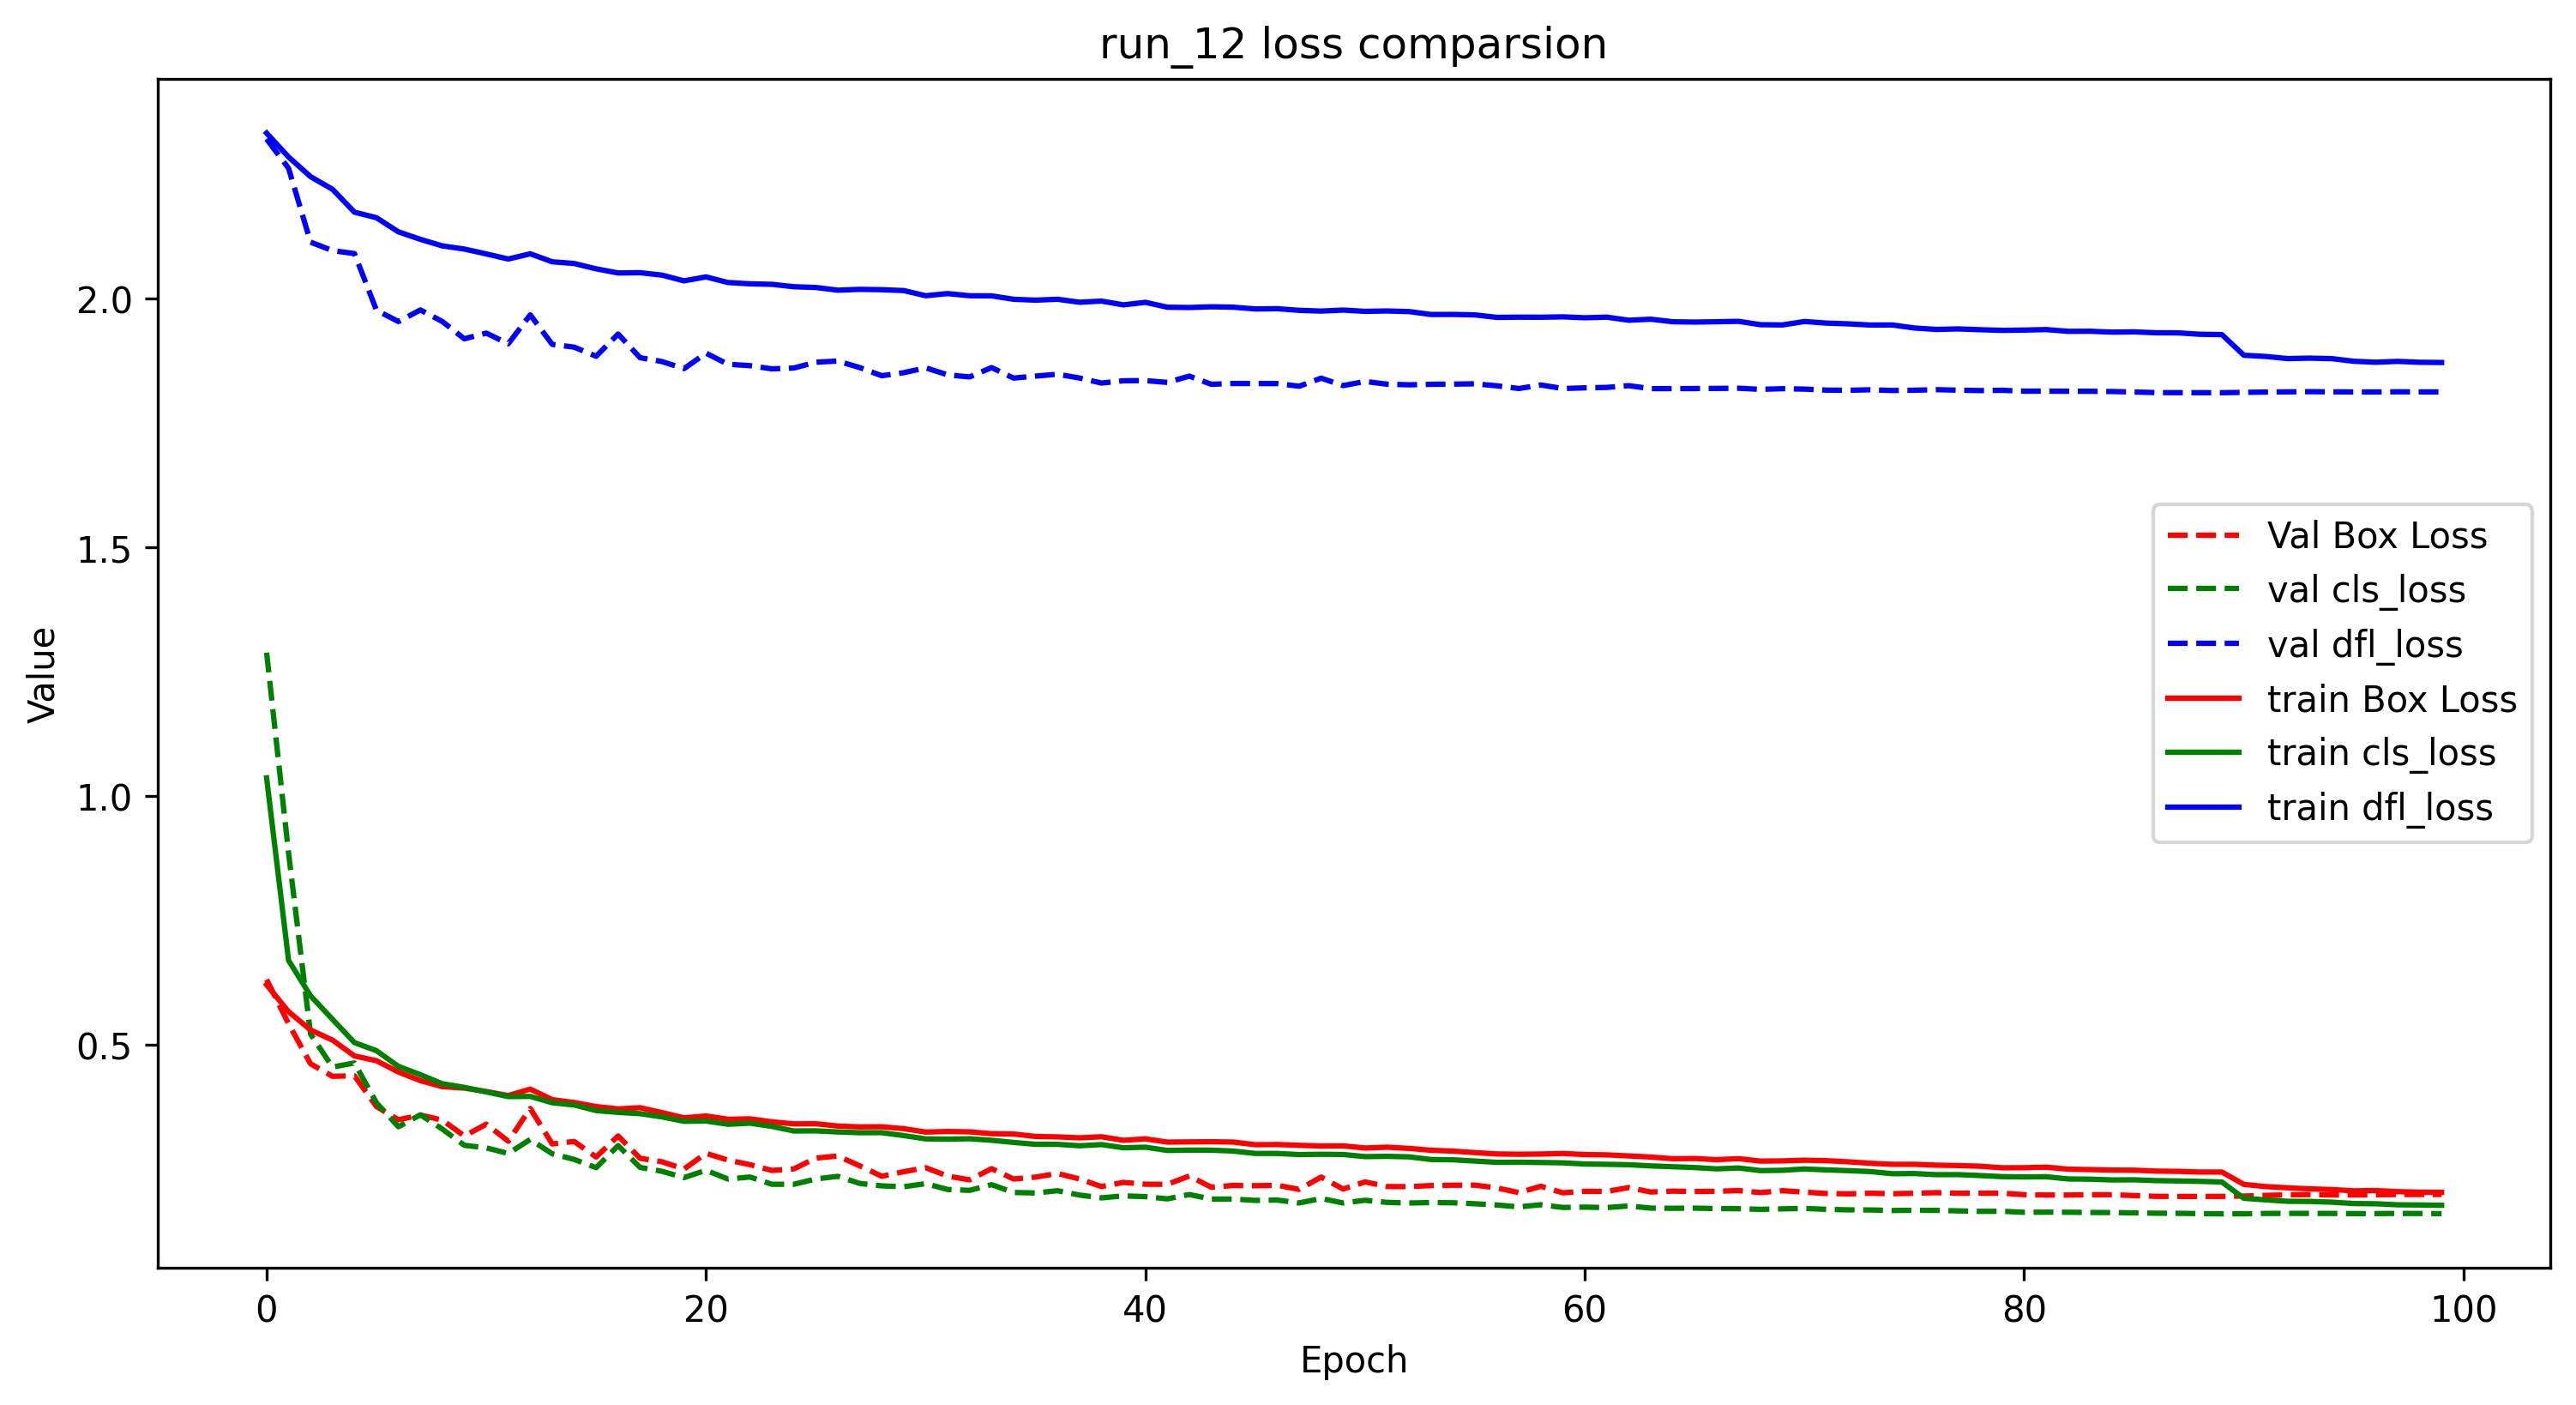 run_12 loss comparsion
Value
2.0
1.5
1.0
0.5
Val Box Loss
val cls_loss
val dfl_loss
train Box Loss
train cls_loss
train dfl_loss
0 20 40 60 80 100
Epoch